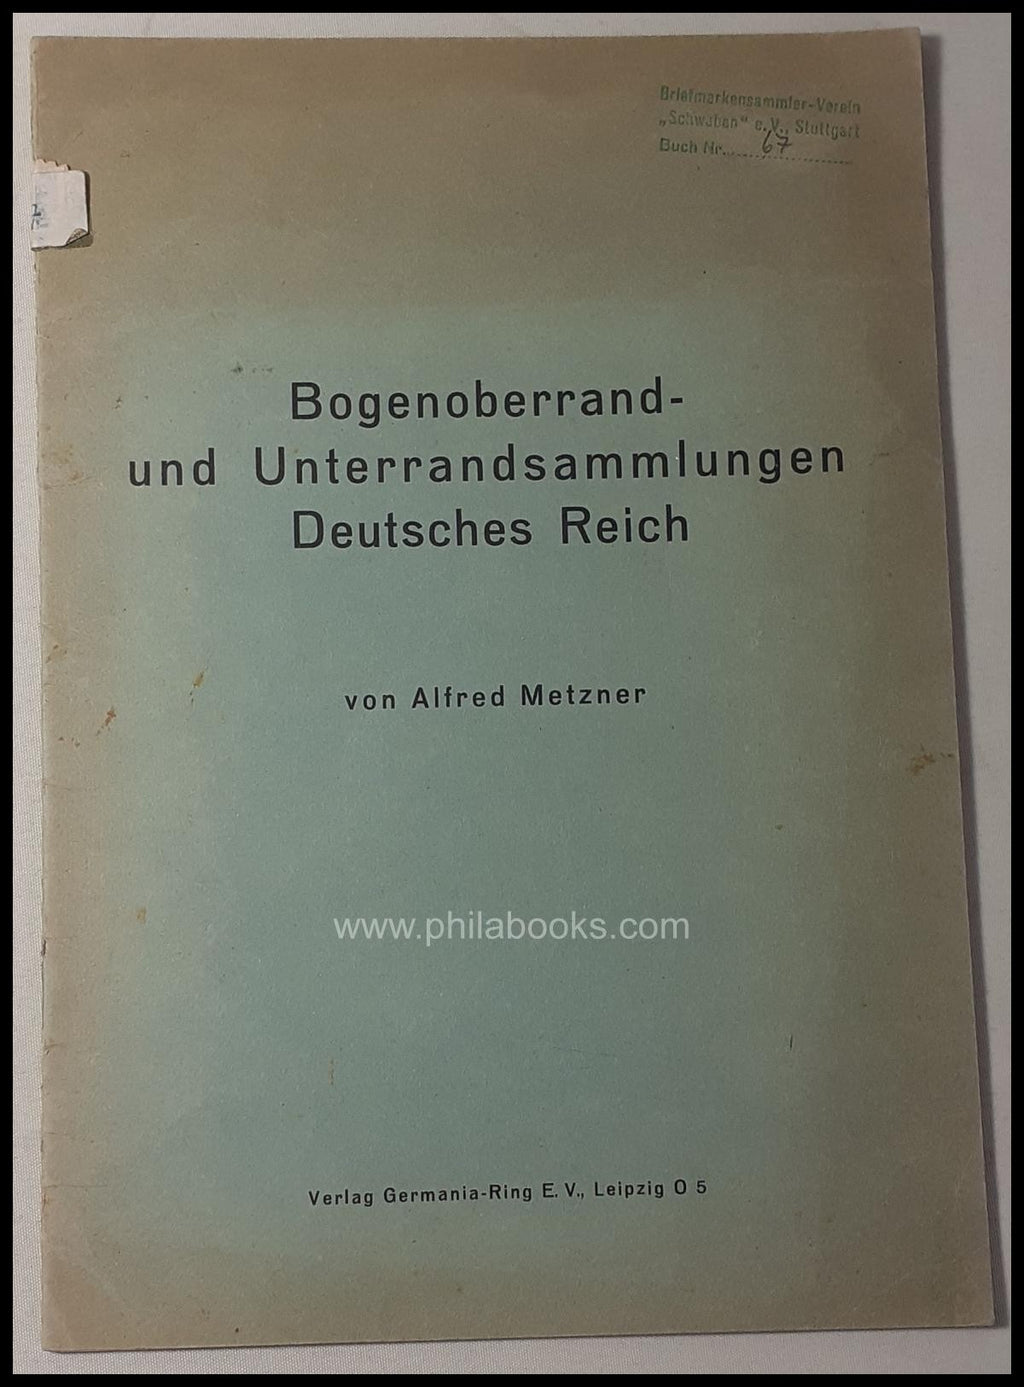 Briefmarkensammler-Verein
„Schwaben“ e. V., Stuttgart
Buch Nr. 67
Bogenoberrand-
und Unterrandsammlungen
Deutsches Reich
von Alfred Metzner
www.philabooks.com
Verlag Germania-Ring E. V., Leipzig O 5